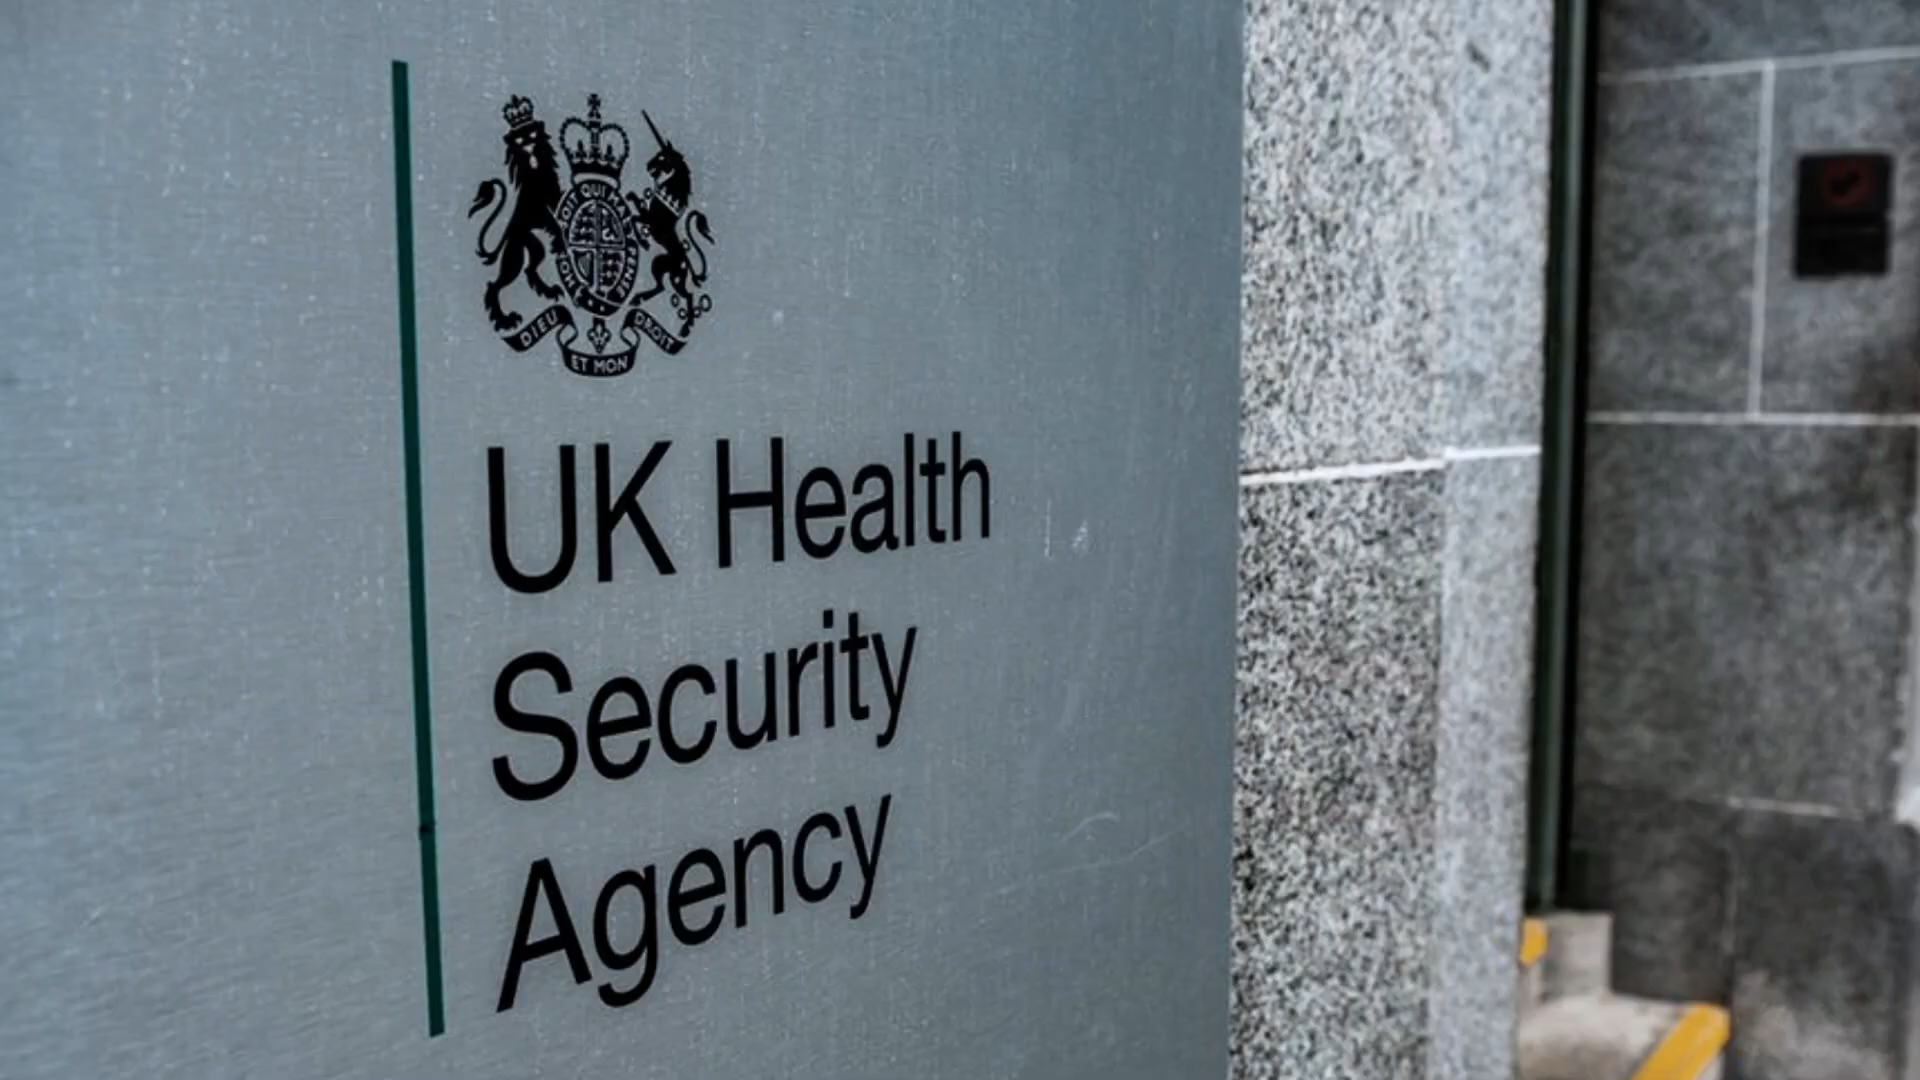 DIEU
ET MON
DROIT
UK Health
Security
Agency